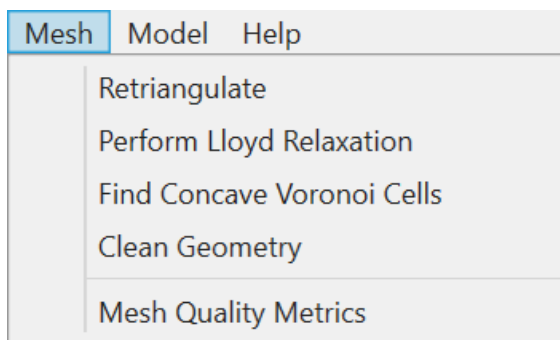 Mesh Model Help
Retriangulate
Perform Lloyd Relaxation
Find Concave Voronoi Cells
Clean Geometry
Mesh Quality Metrics